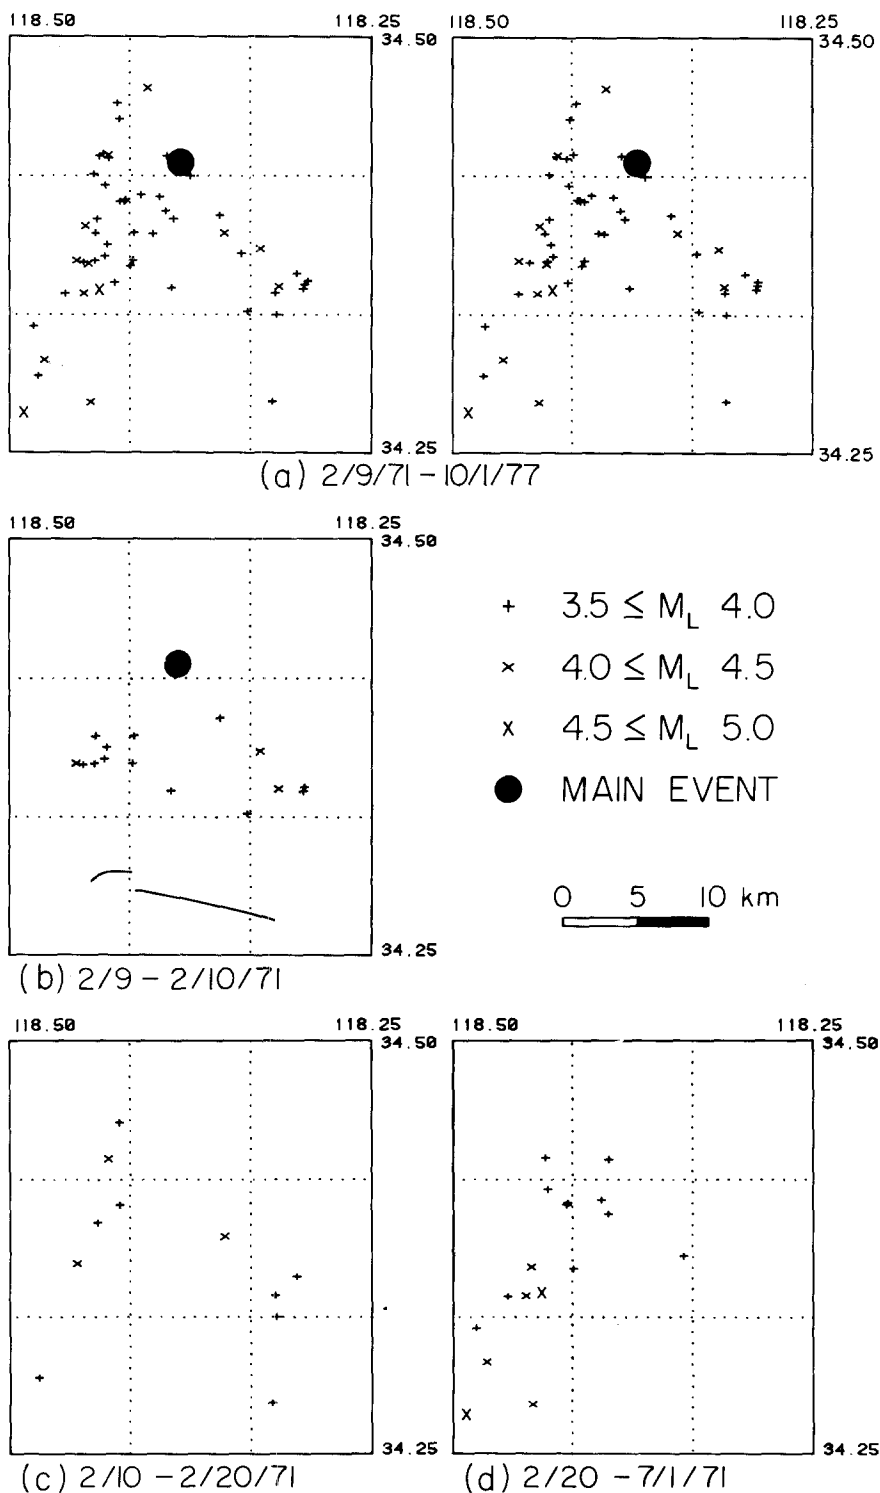 118.50 118.25 118.50 118.25
34.50 34.50
34.25 34.25
(a) 2/9/71 – 10/1/77
118.50 118.25
34.50
+ 3.5 ≤ M_L 4.0
× 4.0 ≤ M_L 4.5
X 4.5 ≤ M_L 5.0
MAIN EVENT
0 5 10 km
34.25
(b) 2/9 – 2/10/71
118.50 118.25 118.50 118.25
34.50 34.50
34.25 34.25
(c) 2/10 – 2/20/71 (d) 2/20 – 7/1/71